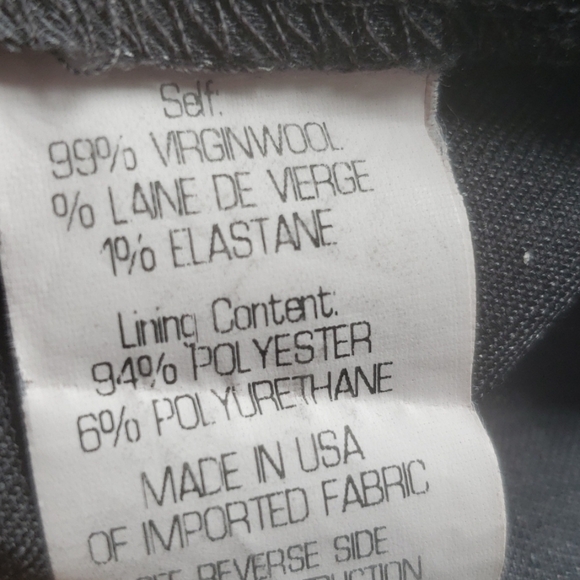 Self:
99% VIRGINWOOL
% LAINE DE VIERGE
1% ELASTANE
Lining Content:
94% POLYESTER
6% POLYURETHANE
MADE IN USA
OF IMPORTED FABRIC
REVERSE SIDE